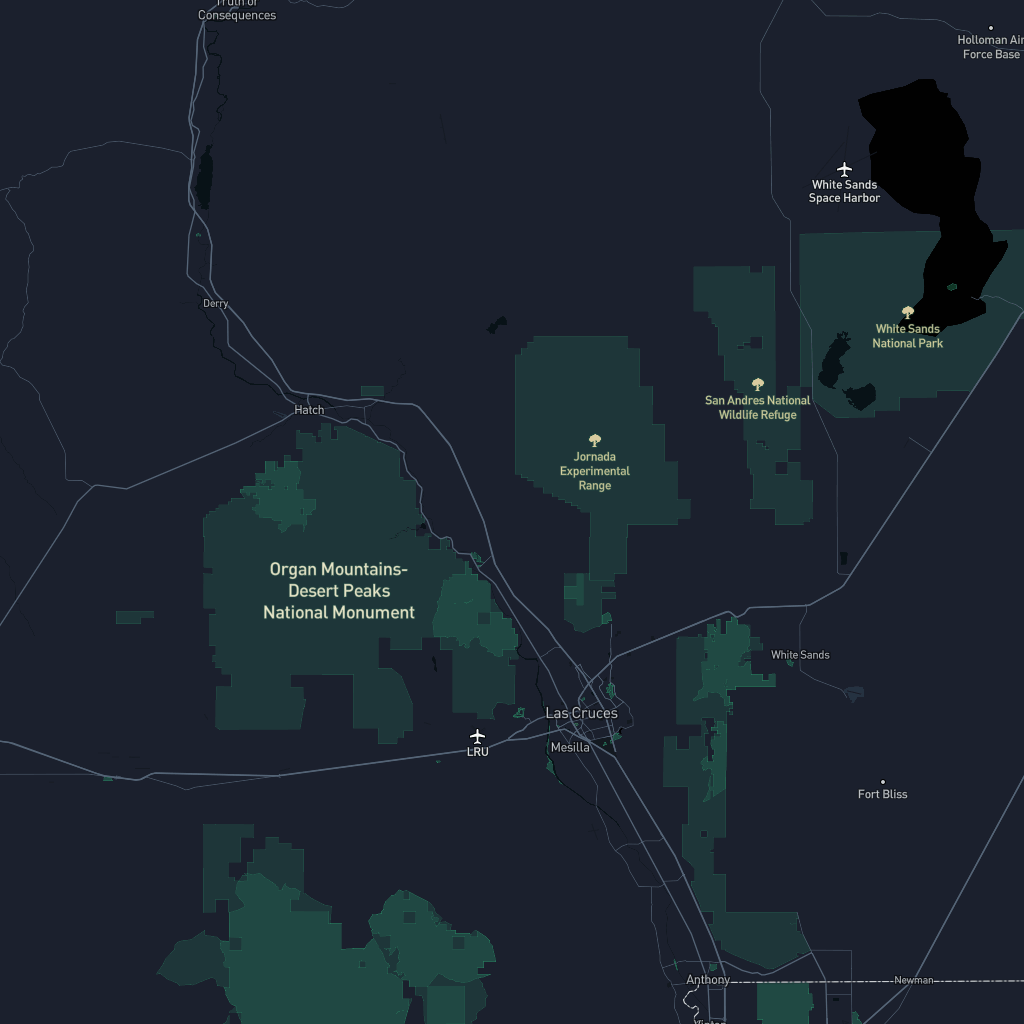 Truth or
Consequences
Holloman Air
Force Base
White Sands
Space Harbor
Derry
White Sands
National Park
San Andres National
Wildlife Refuge
Hatch
Jornada
Experimental
Range
Organ Mountains-
Desert Peaks
National Monument
White Sands
Las Cruces
Mesilla
LRU
Fort Bliss
Anthony
Newman
Vinton